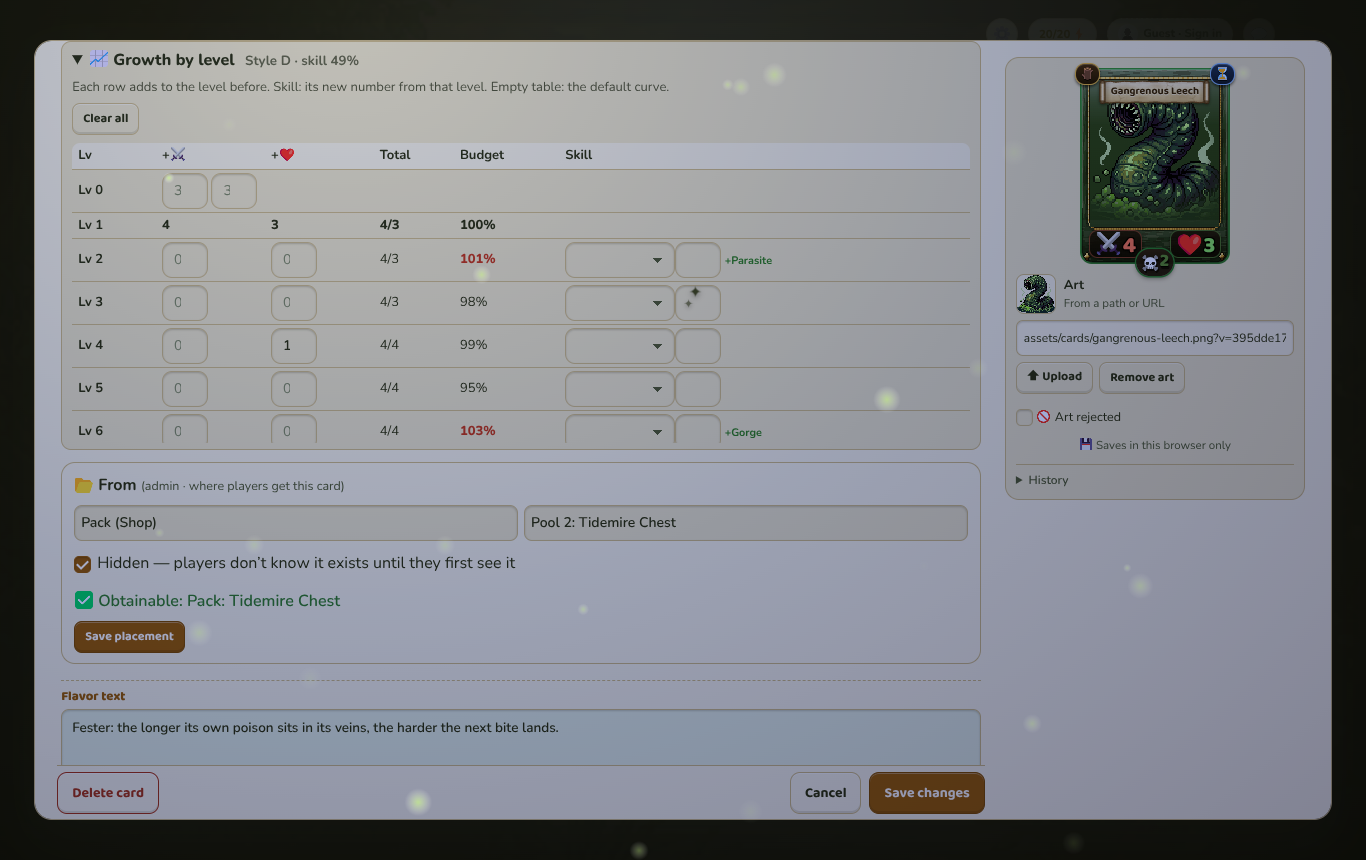 Growth by level Style D · skill 49%
Each row adds to the level before. Skill: its new number from that level. Empty table: the default curve.
Clear all
Lv + + Total Budget Skill
Lv 0 3 3
Lv 1 4 3 4/3 100%
Lv 2 0 0 4/3 101% +Parasite
Lv 3 0 0 4/3 98%
Lv 4 0 1 4/4 99%
Lv 5 0 0 4/4 95%
Lv 6 0 0 4/4 103% +Gorge
From (admin · where players get this card)
Pack (Shop) Pool 2: Tidemire Chest
Hidden — players don't know it exists until they first see it
Obtainable: Pack: Tidemire Chest
Save placement
Flavor text
Fester: the longer its own poison sits in its veins, the harder the next bite lands.
Delete card Cancel Save changes
Gangrenous Leech
4 3
2
Art
From a path or URL
assets/cards/gangrenous-leech.png?v=395dde17
Upload Remove art
Art rejected
Saves in this browser only
History